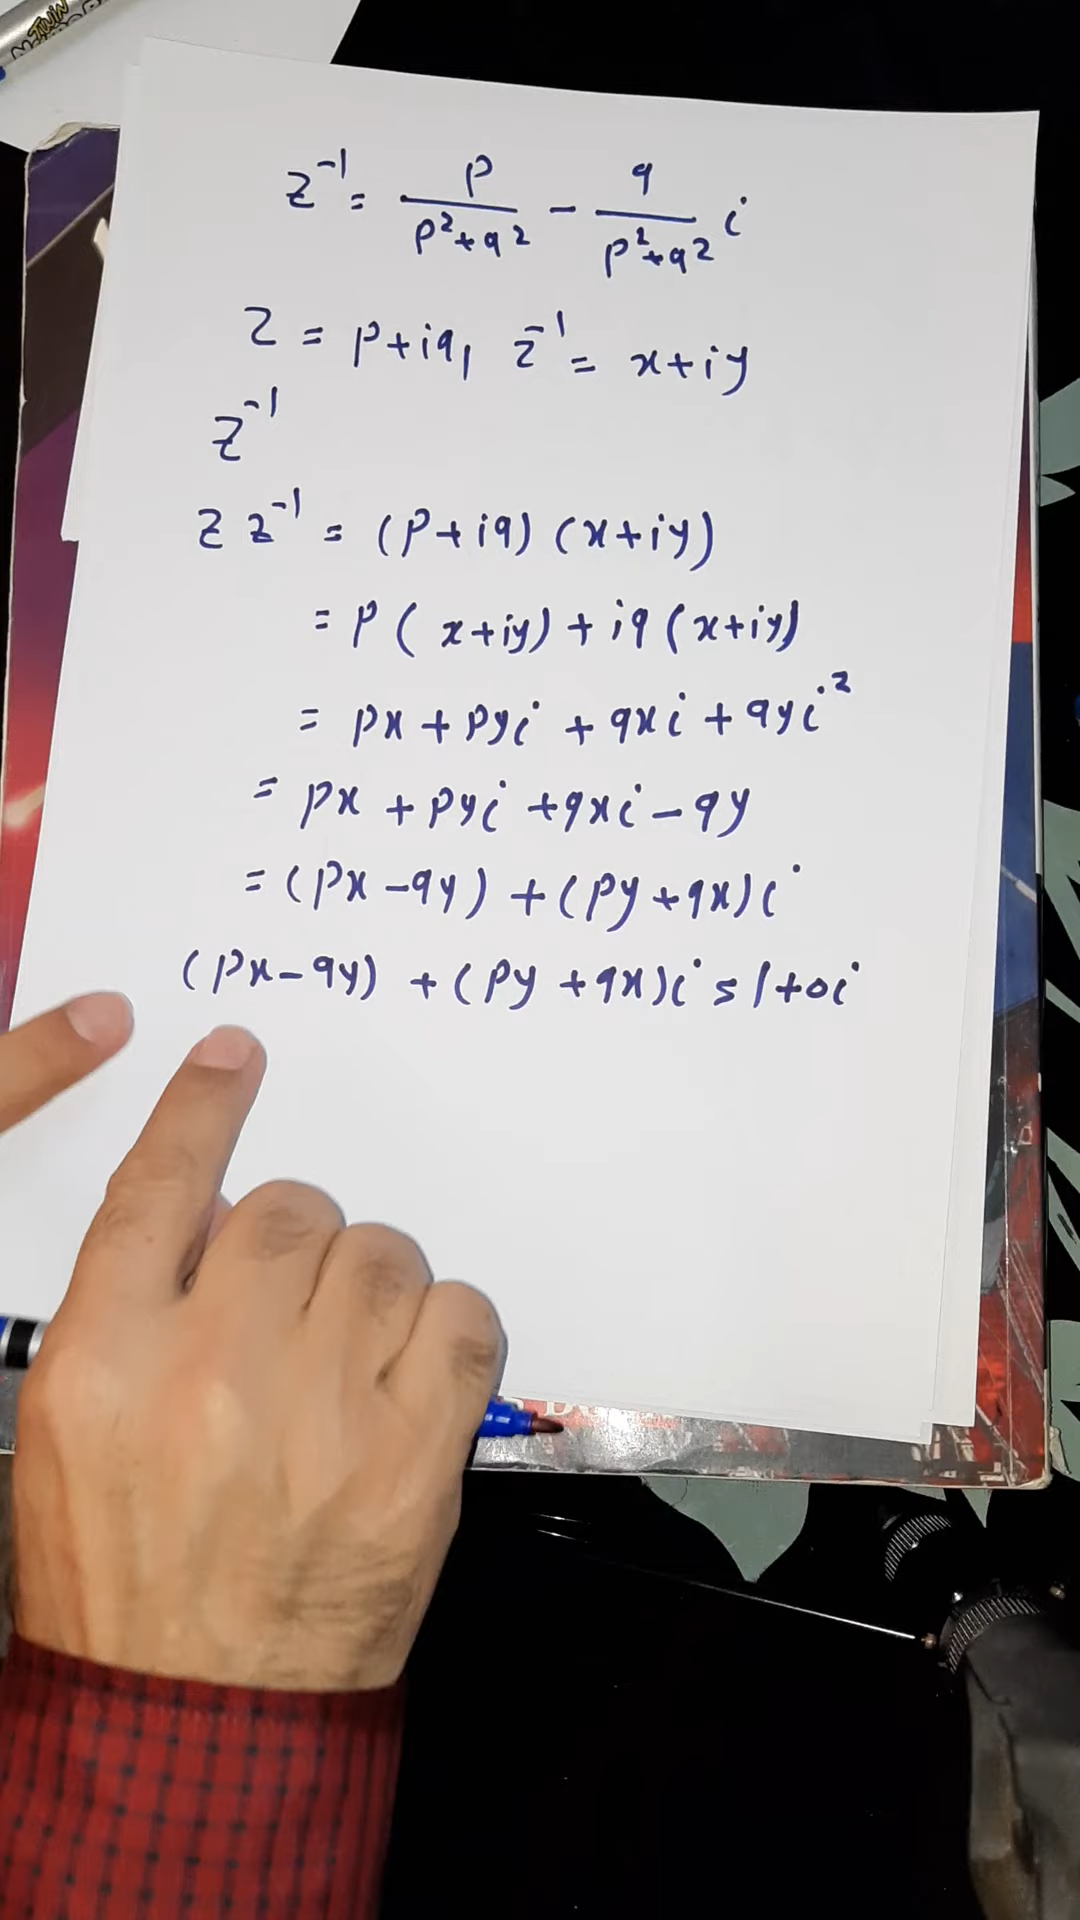 TWIN
z⁻¹ = p/(p²+q²) - q/(p²+q²) i
z = p+iq, z⁻¹ = x+iy
z⁻¹
z z⁻¹ = (p+iq) (x+iy)
= p( x+iy) + iq (x+iy)
= px + pyi + qxi + qyi²
= px + pyi + qxi - qy
= (px - qy) + (py + qx) i
(px - qy) + (py + qx) i = 1+0i